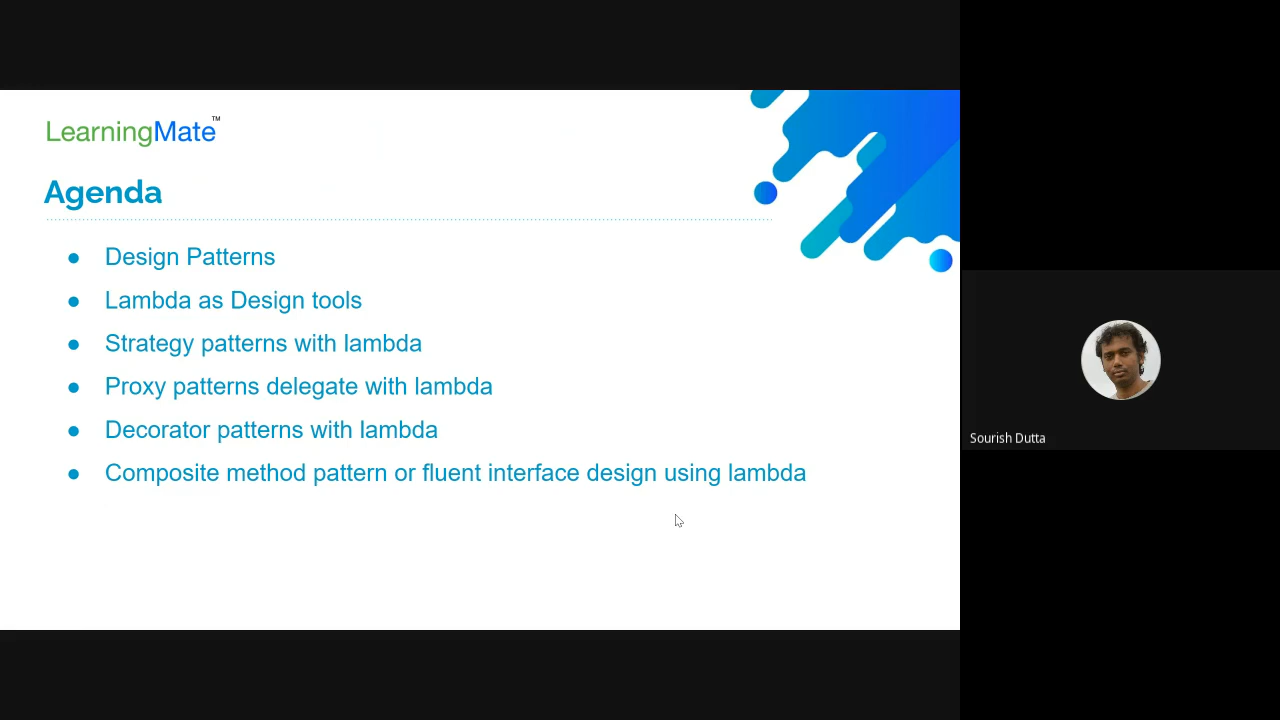 LearningMate™
Agenda
● Design Patterns
● Lambda as Design tools
● Strategy patterns with lambda
● Proxy patterns delegate with lambda
● Decorator patterns with lambda
● Composite method pattern or fluent interface design using lambda
Sourish Dutta